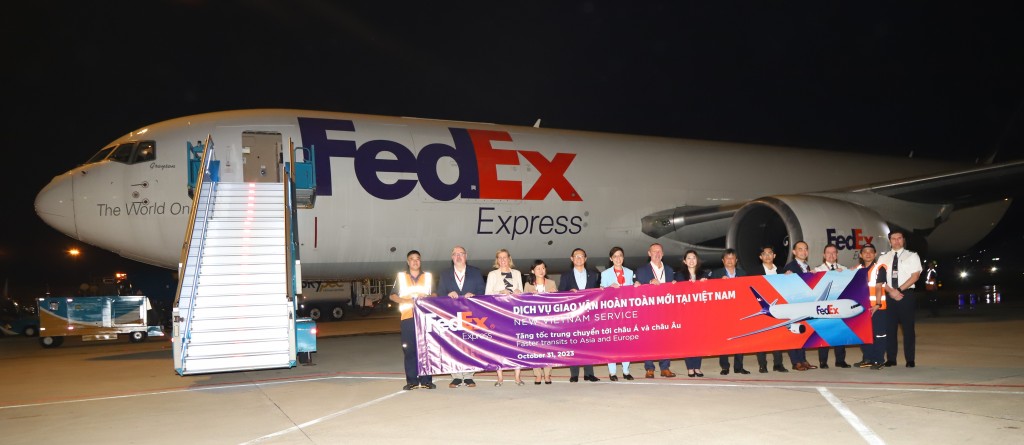 Grayson
The World On
FedEx
Express
FedEx
FedEx
Express
DỊCH VỤ GIAO VẬN HOÀN TOÀN MỚI TẠI VIỆT NAM
NEW VIETNAM SERVICE
Tăng tốc trung chuyển tới châu Á và châu Âu
Faster transits to Asia and Europe
October 31, 2023
FedEx